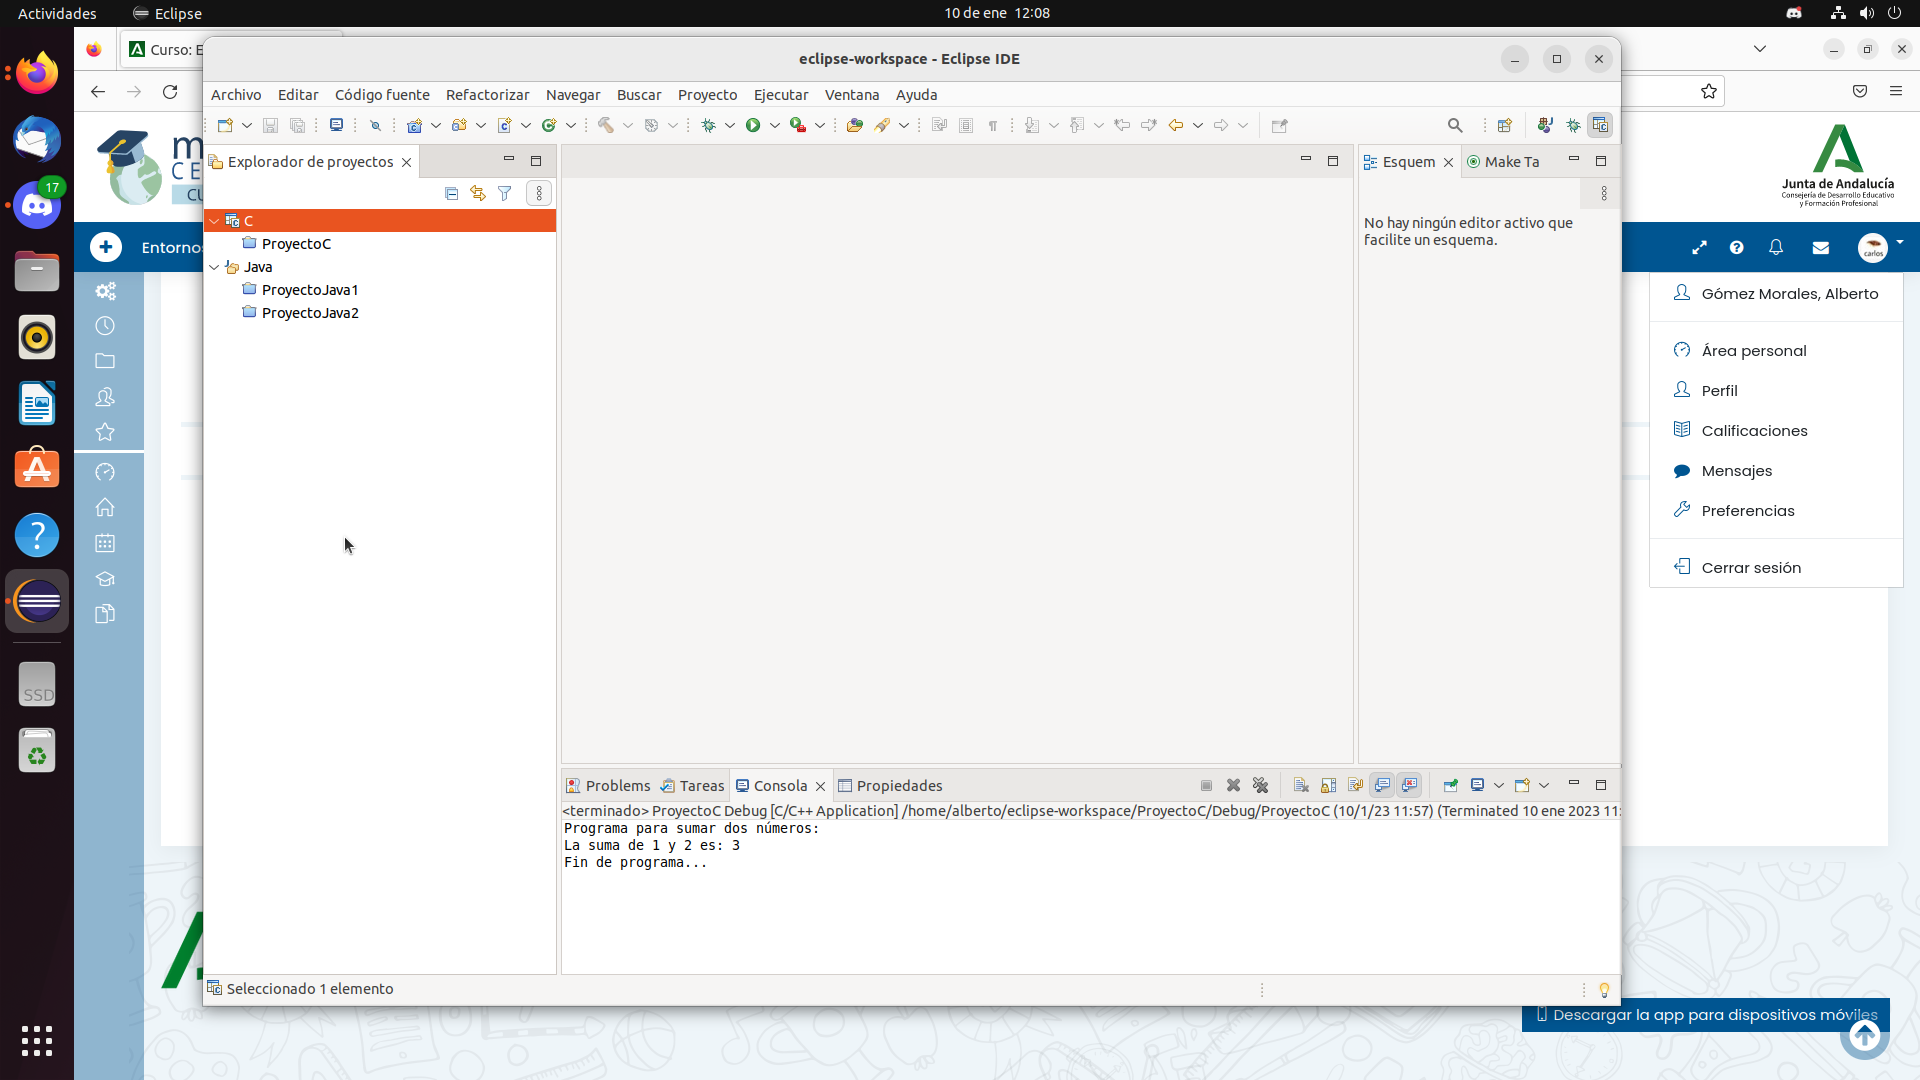 Actividades
Eclipse
10 de ene 12:08
Curso: E
eclipse-workspace - Eclipse IDE
Archivo Editar Código fuente Refactorizar Navegar Buscar Proyecto Ejecutar Ventana Ayuda
m
CE
CU
Junta de Andalucía
Consejería de Desarrollo Educativo
y Formación Profesional
17
Explorador de proyectos
Esquem
Make Ta
C
ProyectoC
Java
ProyectoJava1
ProyectoJava2
No hay ningún editor activo que
facilite un esquema.
Entornos
carlos
Gómez Morales, Alberto
Área personal
Perfil
Calificaciones
Mensajes
Preferencias
Cerrar sesión
SSD
Problems
Tareas
Consola
Propiedades
<terminado> ProyectoC Debug [C/C++ Application] /home/alberto/eclipse-workspace/ProyectoC/Debug/ProyectoC (10/1/23 11:57) (Terminated 10 ene 2023 11:
Programa para sumar dos números:
La suma de 1 y 2 es: 3
Fin de programa...
Seleccionado 1 elemento
Descargar la app para dispositivos móviles